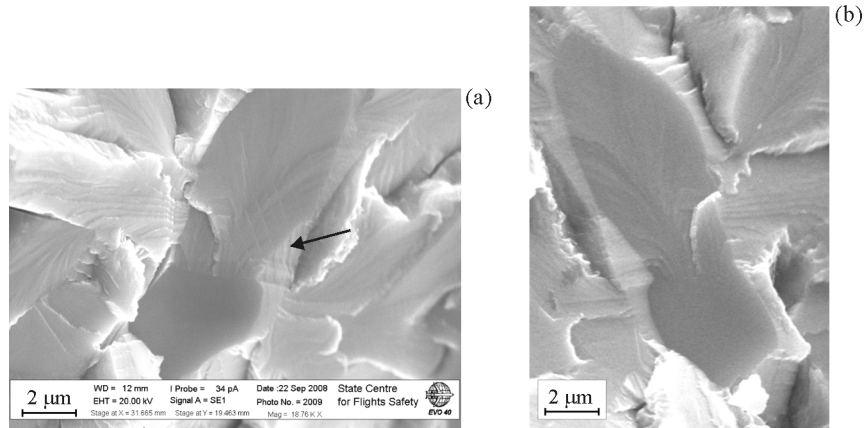 (a)
(b)
2 μm
WD = 12 mm
EHT = 20.00 kV
I Probe = 34 pA
Signal A = SE1
Date :22 Sep 2008
Photo No. = 2009
State Centre
for Flights Safety
Stage at X = 31.665 mm
Stage at Y = 19.463 mm
Mag = 18.76 K X
EVO 40
2 μm